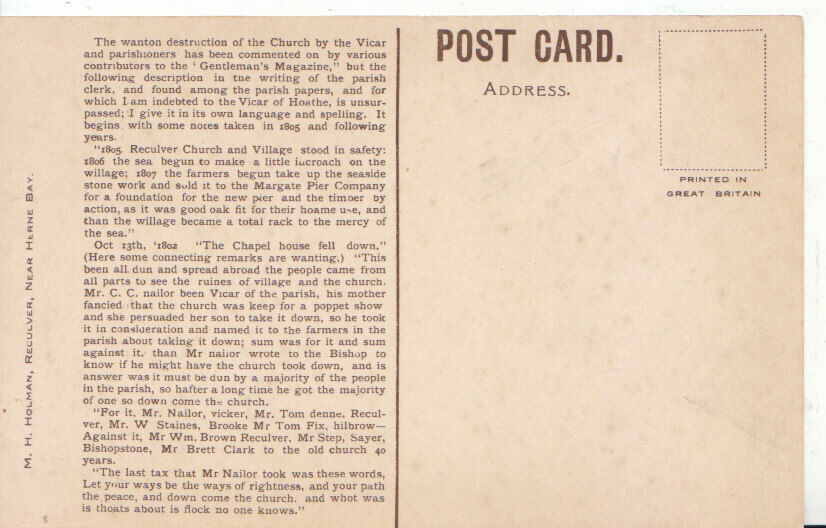 The wanton destruction of the Church by the Vicar
and parishioners has been commented on by various
contributors to the ' Gentleman's Magazine," but the
following description in tne writing of the parish
clerk, and found among the parish papers, and for
which I am indebted to the Vicar of Hoathe, is unsur-
passed; I give it in its own language and spelling. It
begins with some notes taken in 1805 and following
years.
"1805. Reculver Church and Village stood in safety:
1806 the sea begun to make a little incroach on the
willage; 1807 the farmers begun take up the seaside
stone work and sold it to the Margate Pier Company
for a foundation for the new pier and the timber by
action, as it was good oak fit for their hoame use, and
than the willage became a total rack to the mercy of
the sea."
Oct 13th, '1802 "The Chapel house fell down."
(Here some connecting remarks are wanting.) "This
been all dun and spread abroad the people came from
all parts to see the ruines of village and the church.
Mr. C. C. nailor been Vicar of the parish, his mother
fancied that the church was keep for a poppet show
and she persuaded her son to take it down, so he took
it in consideration and named it to the farmers in the
parish about taking it down; sum was for it and sum
against it, than Mr nailor wrote to the Bishop to
know if he might have the church took down, and is
answer was it must be dun by a majority of the people
in the parish, so hafter a long time he got the majority
of one so down come the church.
"For it, Mr. Nailor, vicker, Mr. Tom denne, Recul-
ver, Mr. W Staines, Brooke Mr Tom Fix, hilbrow—
Against it, Mr Wm. Brown Reculver, Mr Step, Sayer,
Bishopstone, Mr Brett Clark to the old church 40
years.
"The last tax that Mr Nailor took was these words,
Let your ways be the ways of rightness, and your path
the peace, and down come the church, and whot was
is thoats about is flock no one knows."
M. H. HOLMAN, RECULVER, NEAR HERNE BAY.
POST CARD.
ADDRESS.
PRINTED IN
GREAT BRITAIN